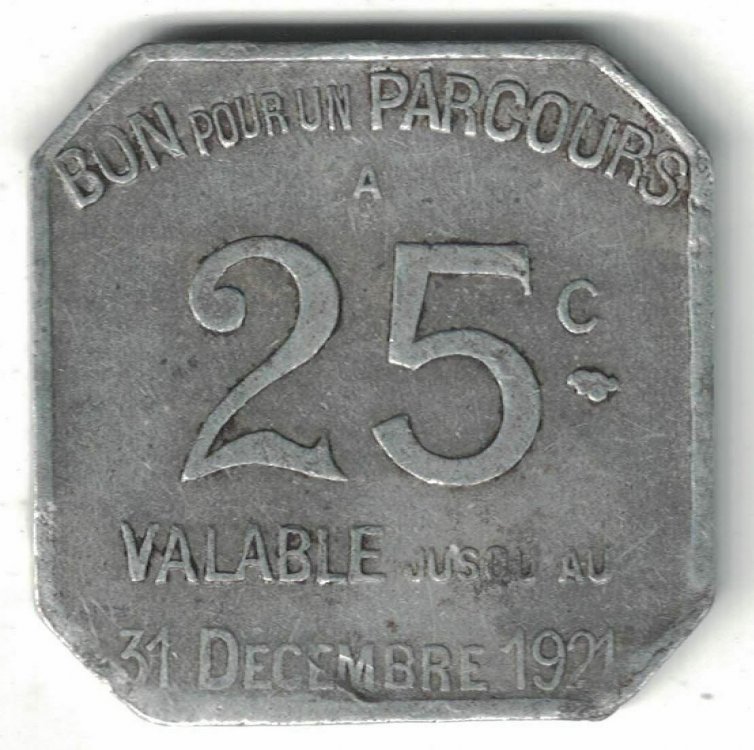 BON POUR UN PARCOURS
A
25 C
VALABLE JUSQU'AU
31 DECEMBRE 1921